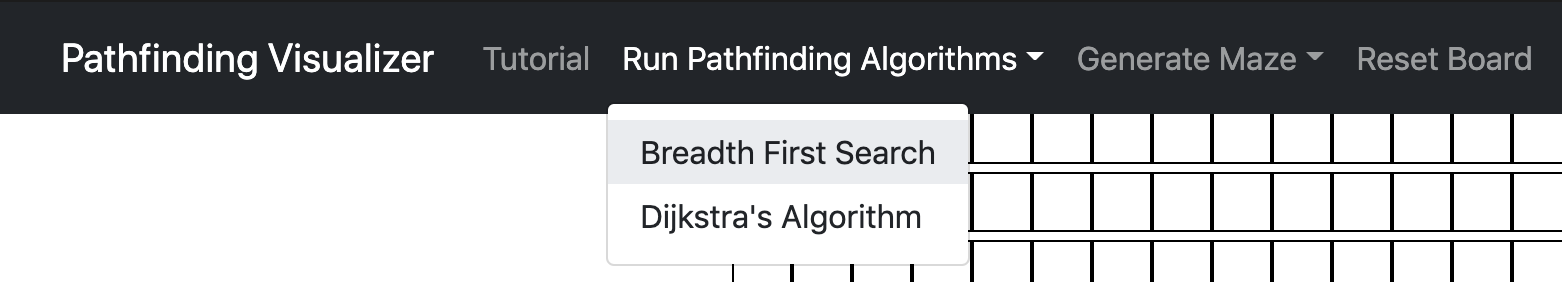 Pathfinding Visualizer Tutorial Run Pathfinding Algorithms Generate Maze Reset Board
Breadth First Search
Dijkstra's Algorithm